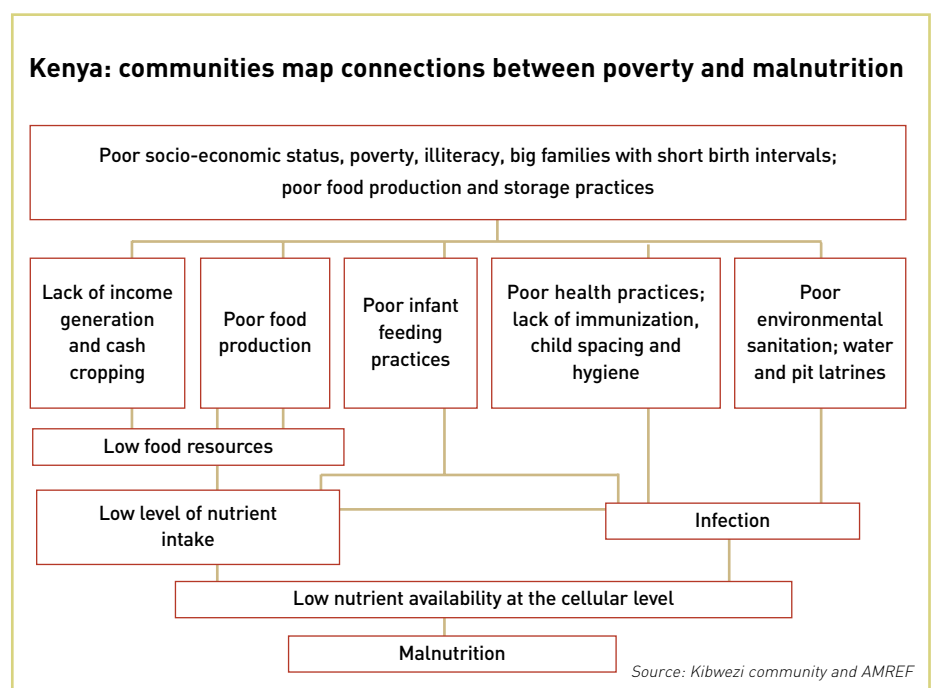 Kenya: communities map connections between poverty and malnutrition
Poor socio-economic status, poverty, illiteracy, big families with short birth intervals;
poor food production and storage practices
Lack of income
generation
and cash
cropping
Poor food
production
Poor infant
feeding
practices
Poor health practices;
lack of immunization,
child spacing and
hygiene
Poor
environmental
sanitation; water
and pit latrines
Low food resources
Low level of nutrient
intake
Infection
Low nutrient availability at the cellular level
Malnutrition
Source: Kibwezi community and AMREF